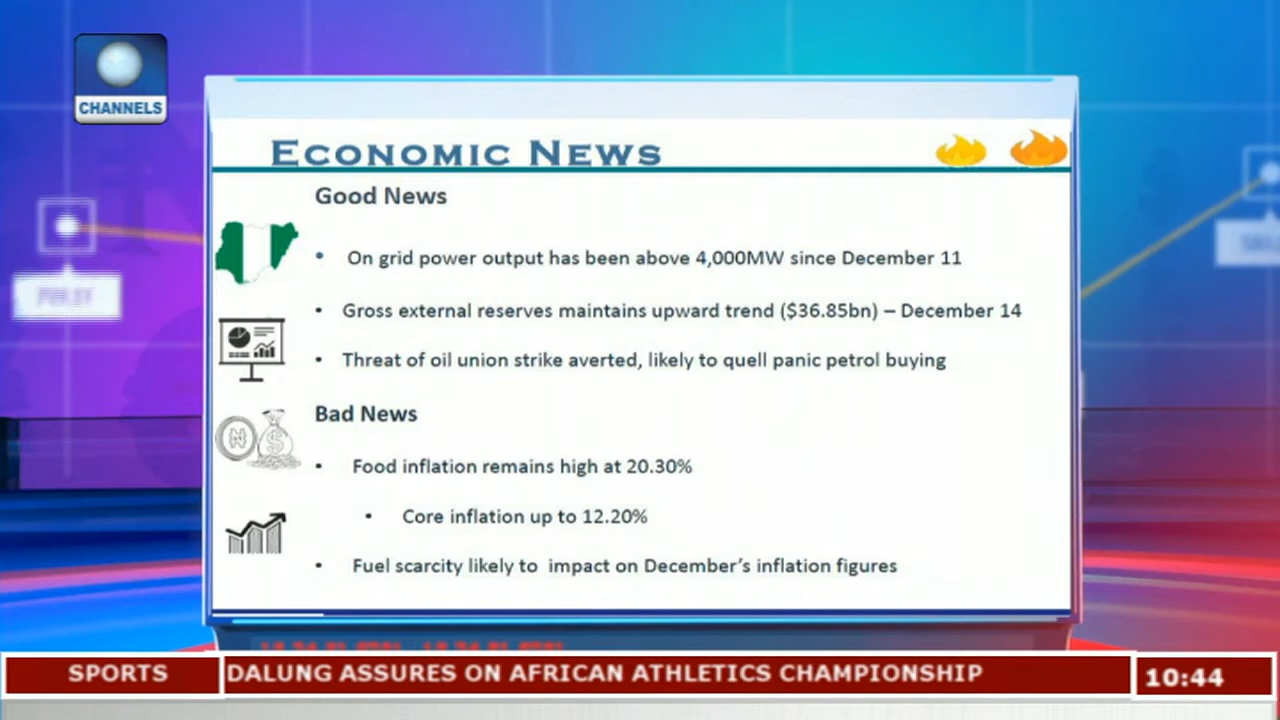 CHANNELS
ECONOMIC NEWS
Good News
• On grid power output has been above 4,000MW since December 11
• Gross external reserves maintains upward trend ($36.85bn) – December 14
• Threat of oil union strike averted, likely to quell panic petrol buying
Bad News
• Food inflation remains high at 20.30%
• Core inflation up to 12.20%
• Fuel scarcity likely to impact on December's inflation figures
SPORTS DALUNG ASSURES ON AFRICAN ATHLETICS CHAMPIONSHIP 10:44